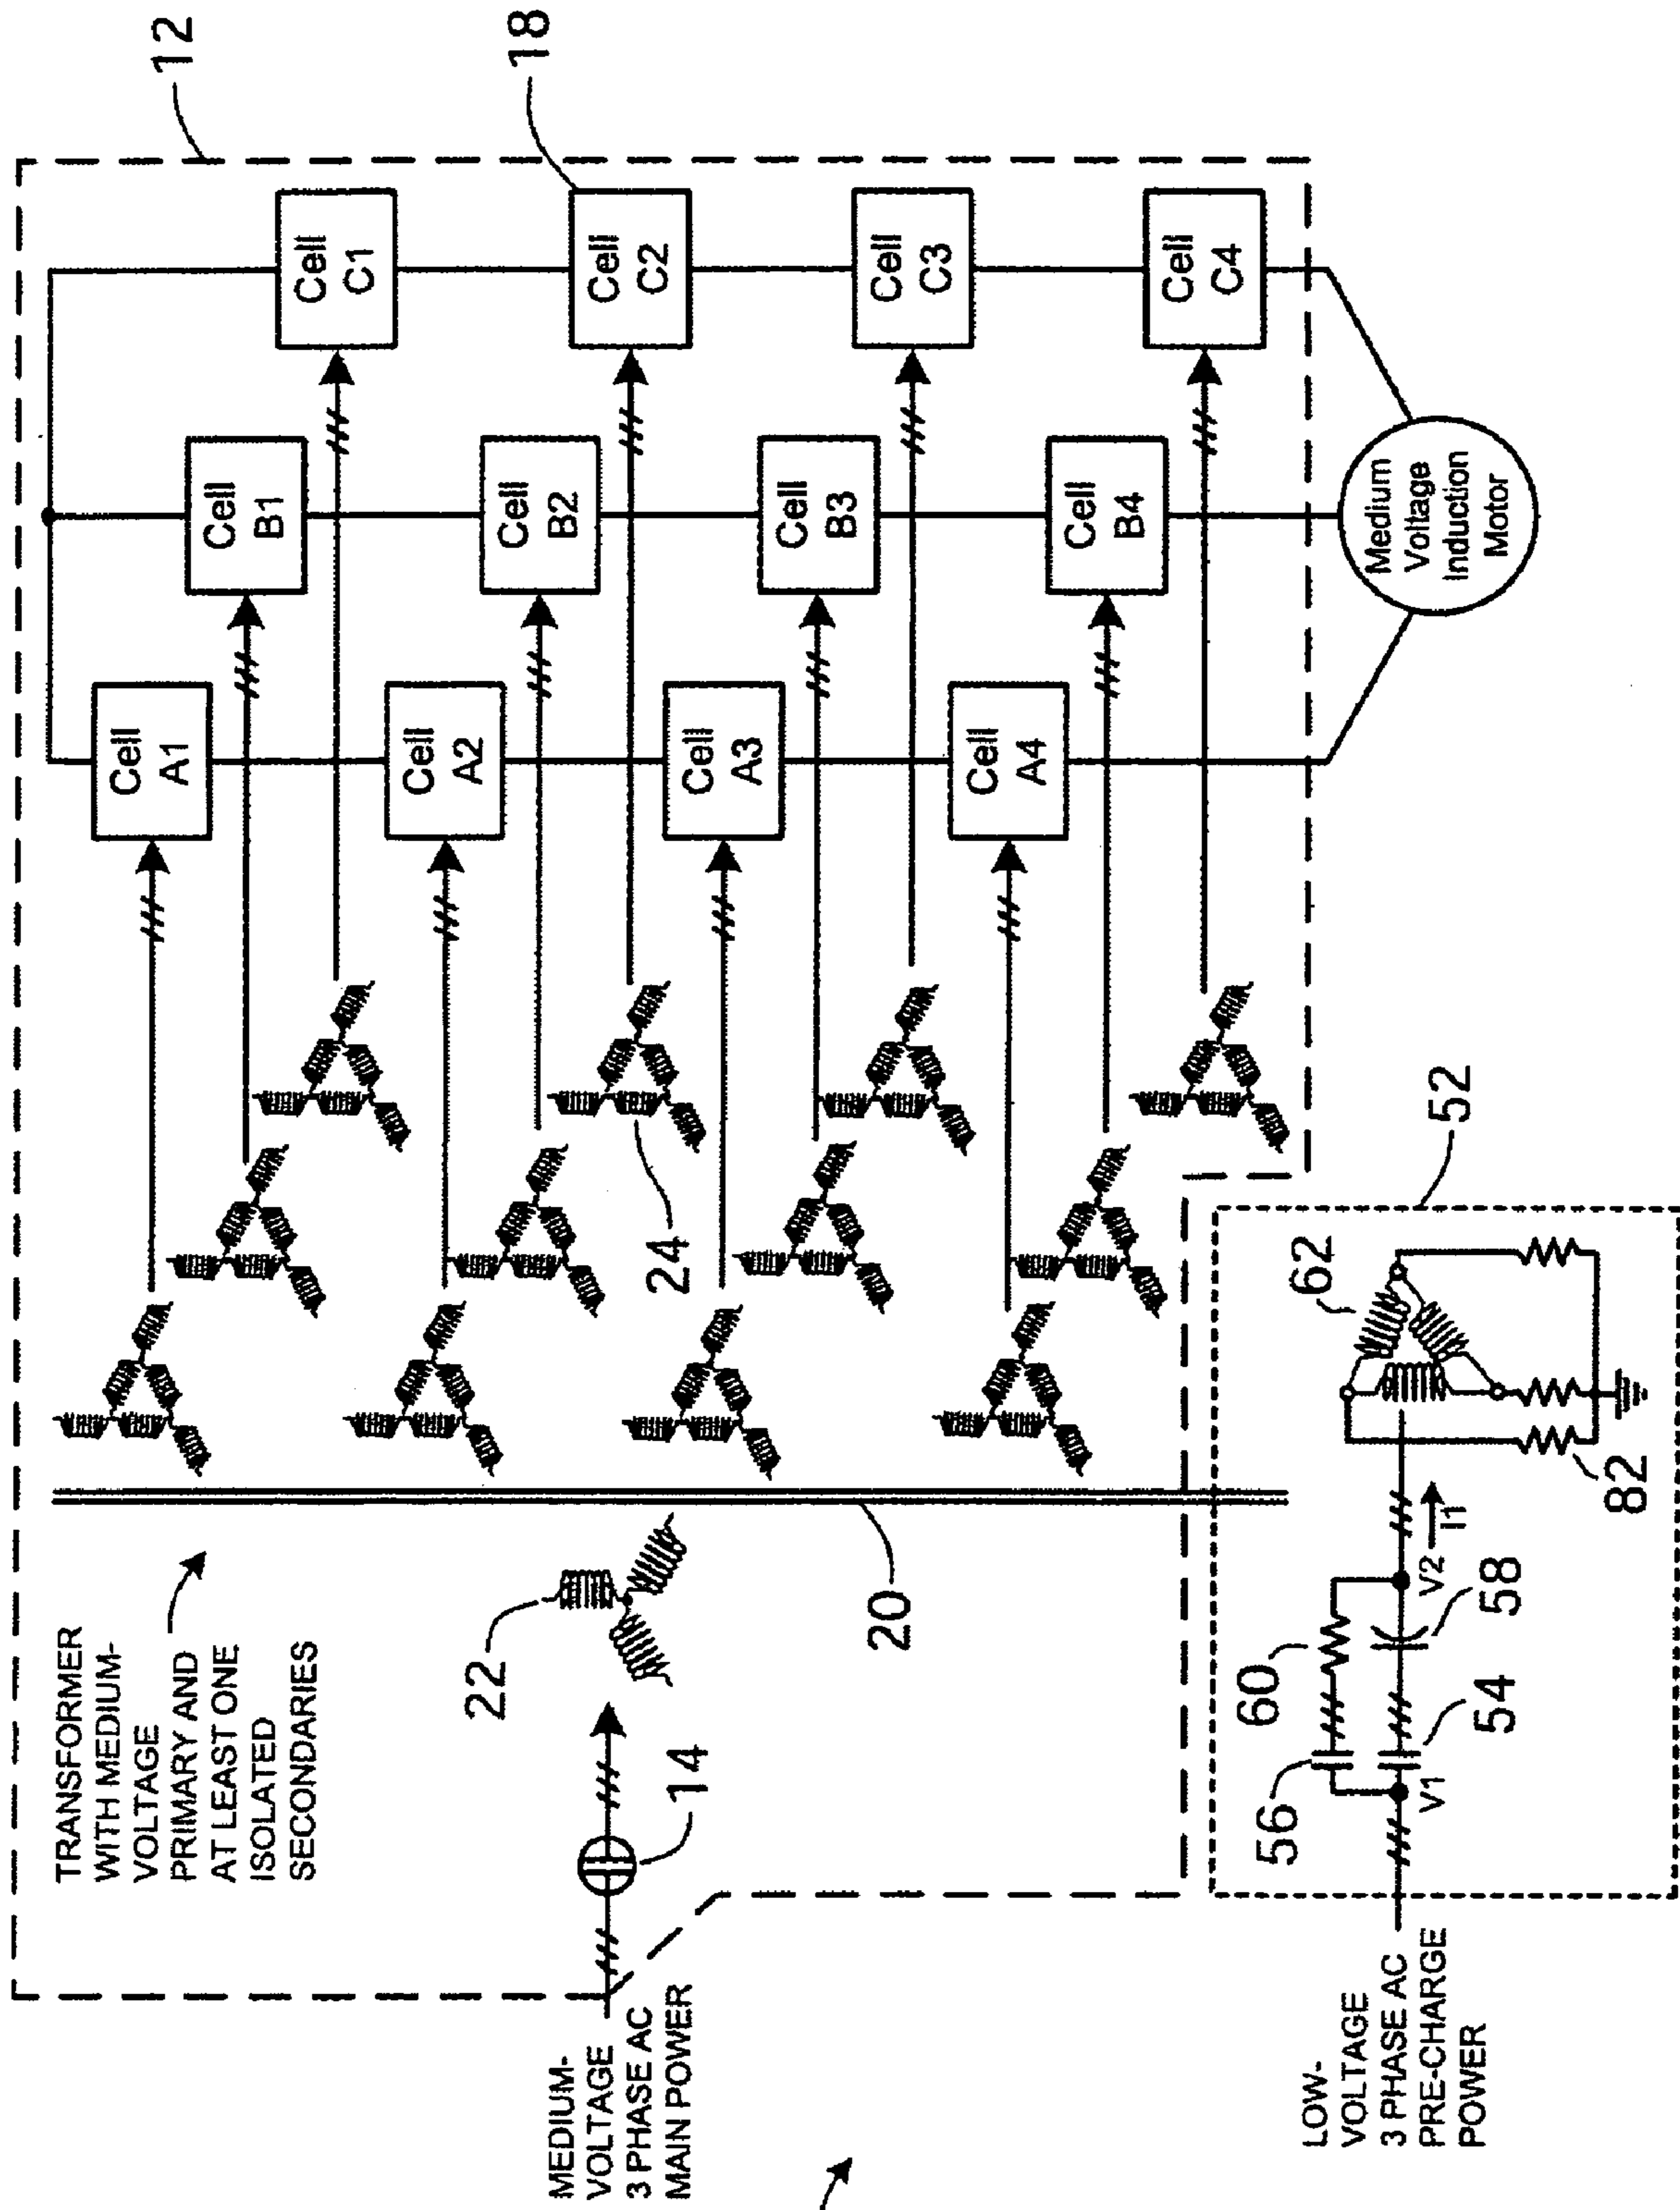 TRANSFORMER
WITH MEDIUM-
VOLTAGE
PRIMARY AND
AT LEAST ONE
ISOLATED
SECONDARIES
12
18
Cell
A1
Cell
B1
Cell
C1
Cell
A2
Cell
B2
Cell
C2
Cell
A3
Cell
B3
Cell
C3
Cell
A4
Cell
B4
Cell
C4
22
24
20
14
MEDIUM-
VOLTAGE
3 PHASE AC
MAIN POWER
Medium
Voltage
Induction
Motor
52
62
60
56
V1
54
58
V2
I1
82
LOW-
VOLTAGE
3 PHASE AC
PRE-CHARGE
POWER